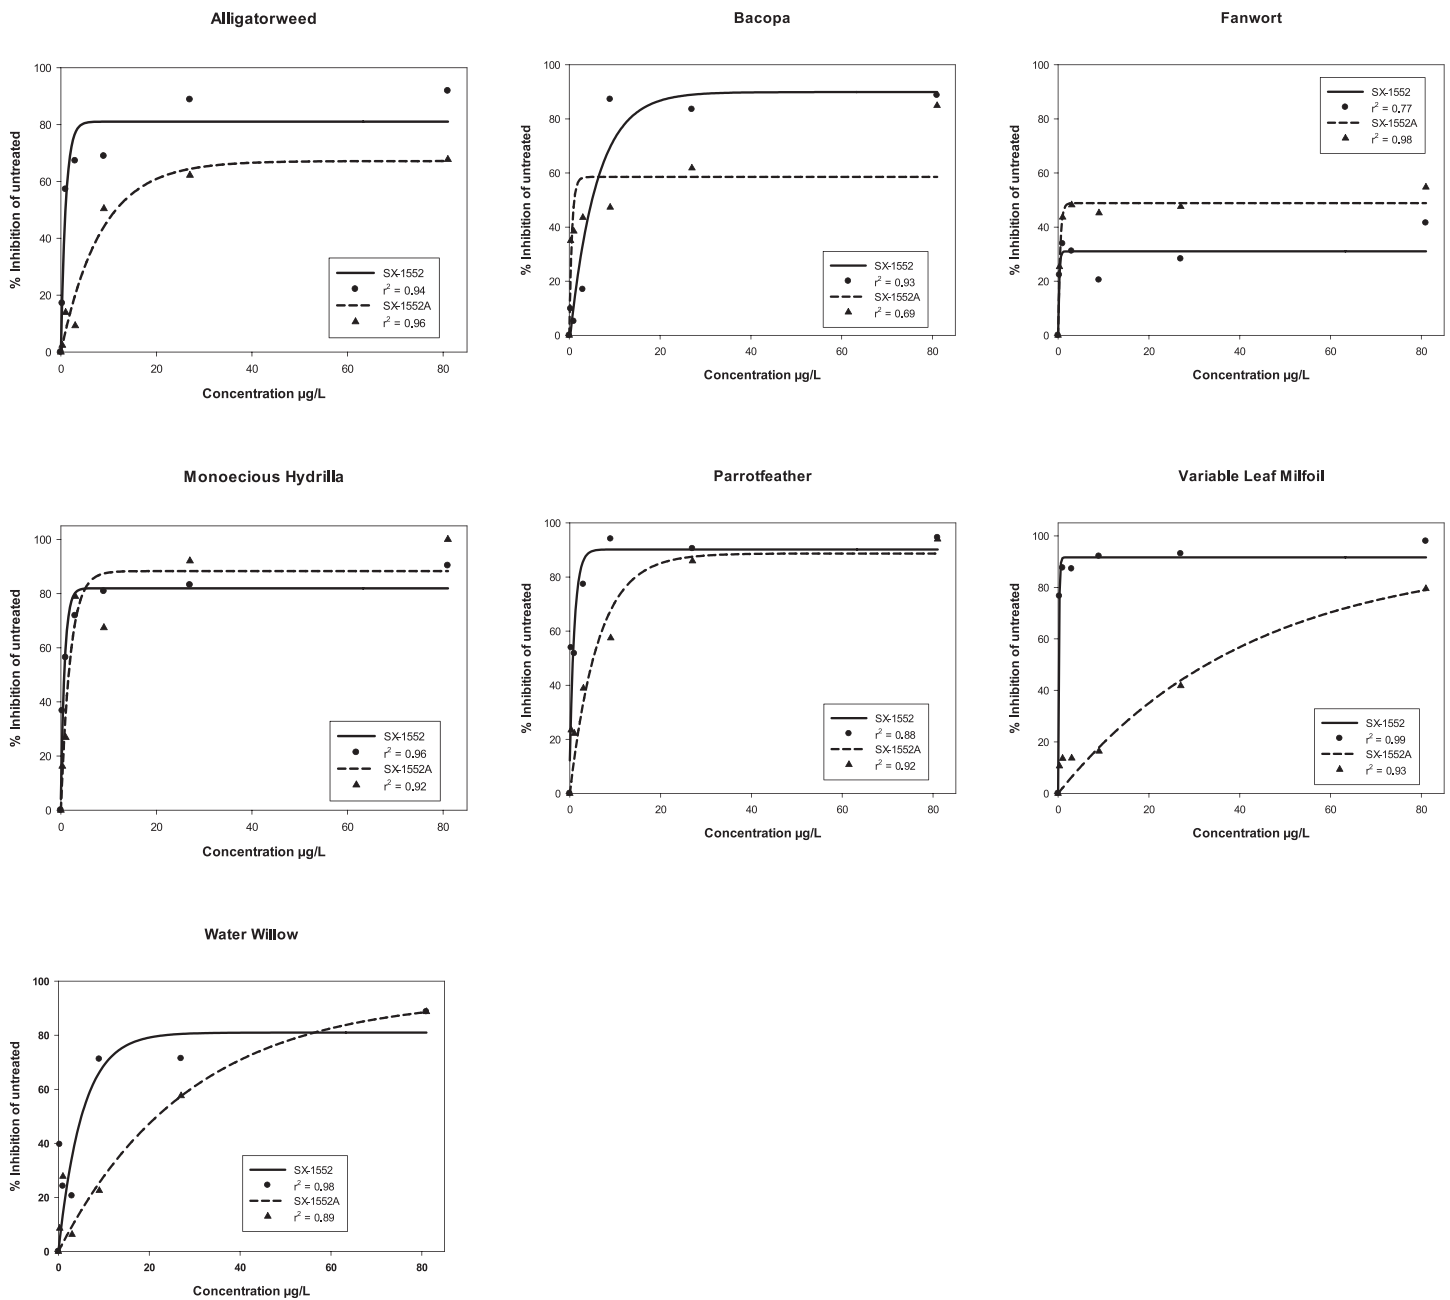 Alligatorweed
Bacopa
Fanwort
% Inhibition of untreated
100
80
60
40
20
0
SX-1552
r² = 0.94
SX-1552A
r² = 0.96
0 20 40 60 80
Concentration µg/L
% Inhibition of untreated
100
80
60
40
20
0
SX-1552
r² = 0.93
SX-1552A
r² = 0.69
0 20 40 60 80
Concentration µg/L
% Inhibition of untreated
100
80
60
40
20
0
SX-1552
r² = 0.77
SX-1552A
r² = 0.98
0 20 40 60 80
Concentration µg/L
Monoecious Hydrilla
Parrotfeather
Variable Leaf Milfoil
% Inhibition of untreated
100
80
60
40
20
0
SX-1552
r² = 0.96
SX-1552A
r² = 0.92
0 20 40 60 80
Concentration µg/L
% Inhibition of untreated
100
80
60
40
20
0
SX-1552
r² = 0.88
SX-1552A
r² = 0.92
0 20 40 60 80
Concentration µg/L
% Inhibition of untreated
100
80
60
40
20
0
SX-1552
r² = 0.99
SX-1552A
r² = 0.93
0 20 40 60 80
Concentration µg/L
Water Willow
% Inhibition of untreated
100
80
60
40
20
0
SX-1552
r² = 0.98
SX-1552A
r² = 0.89
0 20 40 60 80
Concentration µg/L